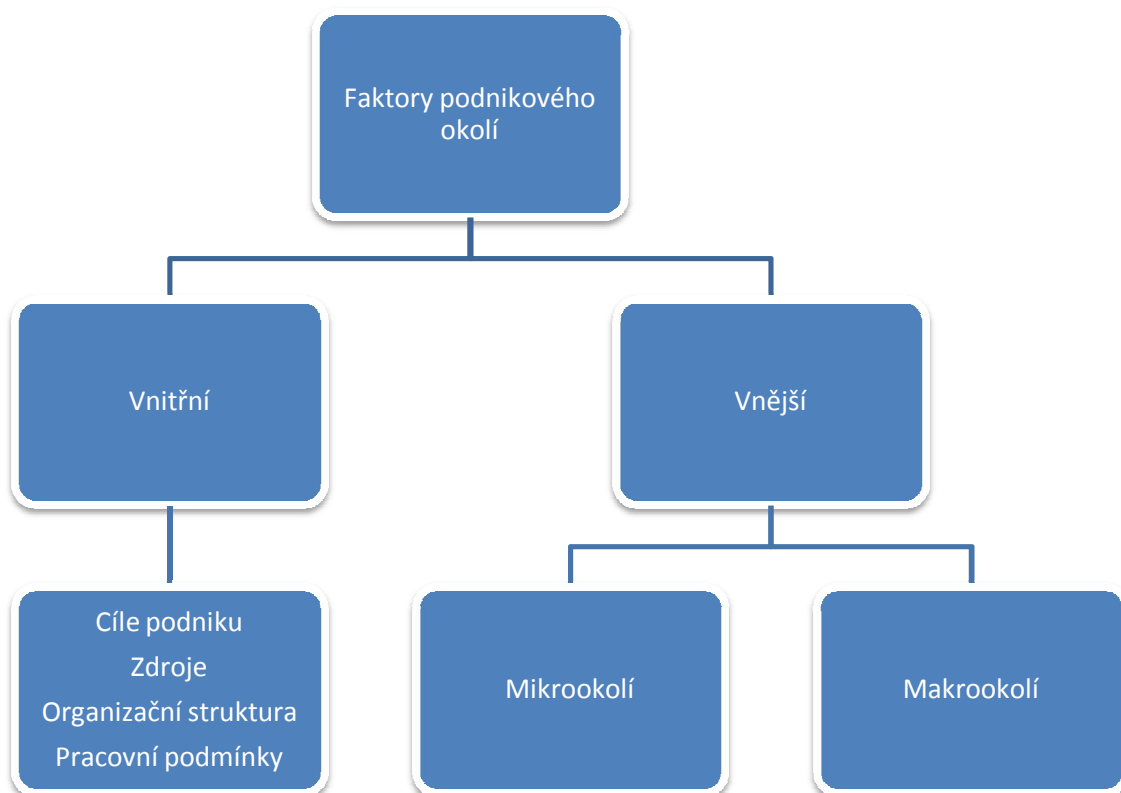 Faktory podnikového
okolí
Vnitřní
Vnější
Cíle podniku
Zdroje
Organizační struktura
Pracovní podmínky
Mikrookolí
Makrookolí